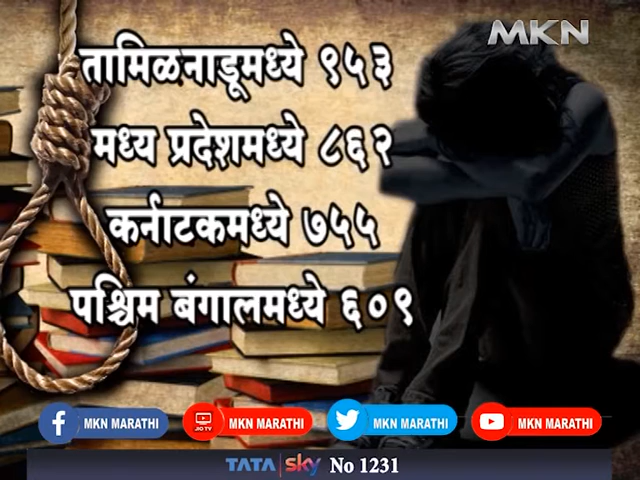 MKN
तामिळनाडूमध्ये ९५३
मध्य प्रदेशमध्ये ८६२
कर्नाटकमध्ये ७५५
पश्चिम बंगालमध्ये ६०९
f MKN MARATHI
JIO TV MKN MARATHI
MKN MARATHI
MKN MARATHI
TATA sky No 1231